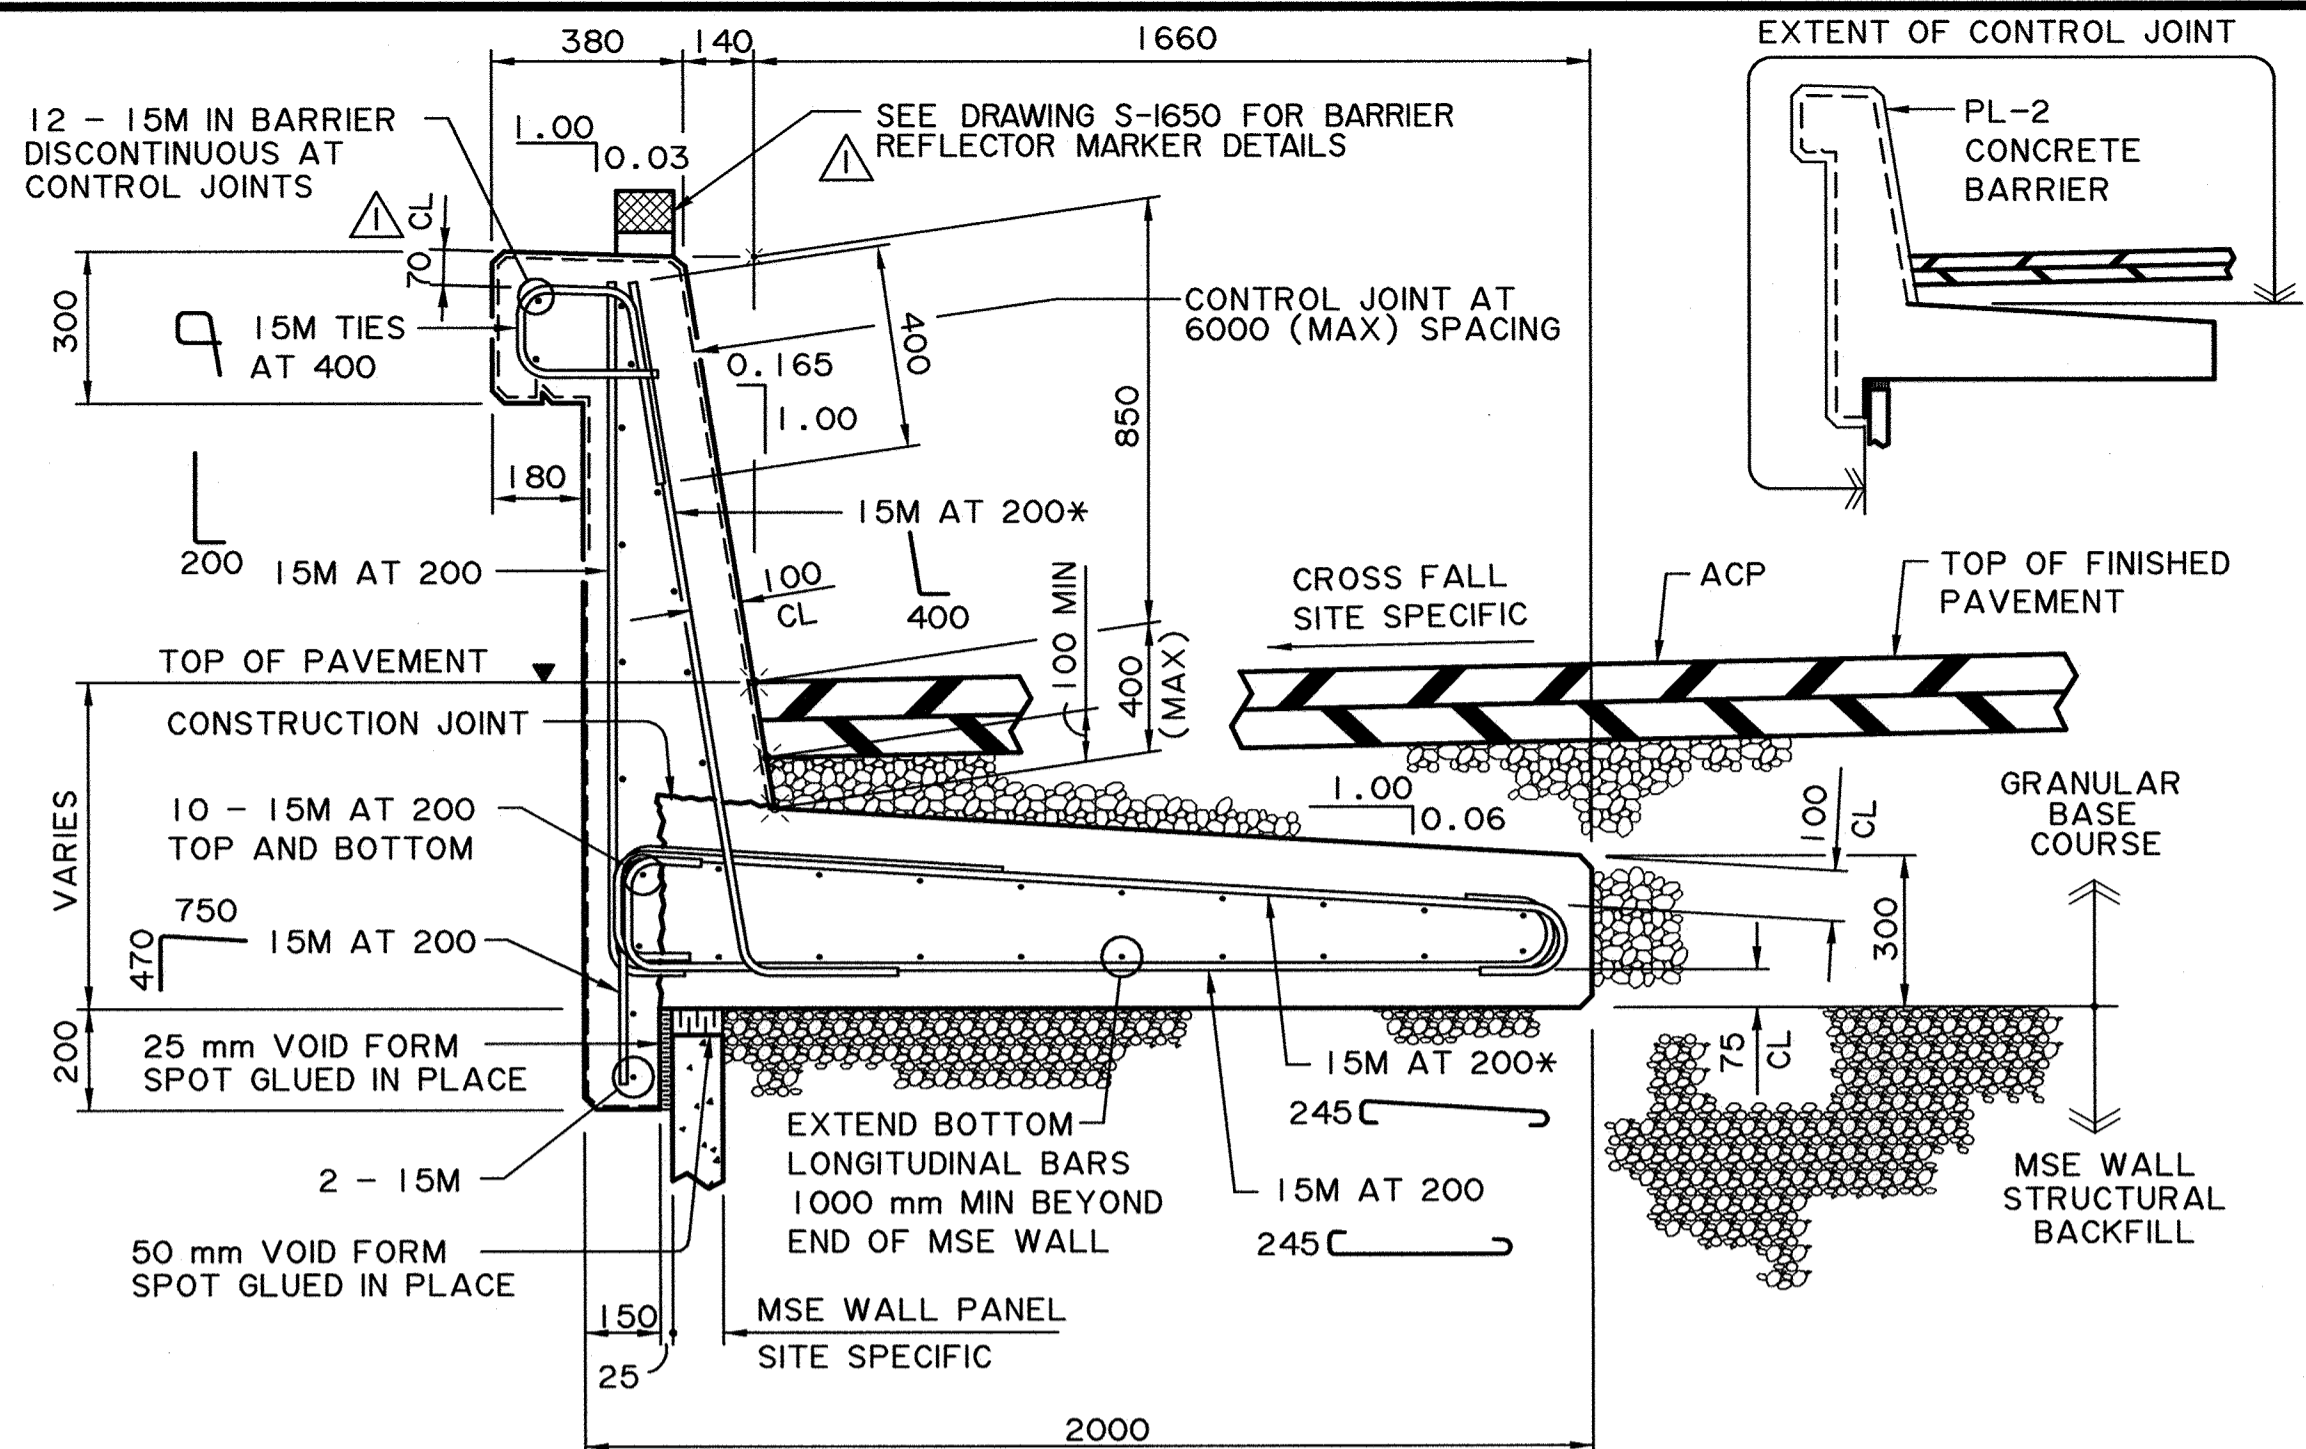 380
140
1660
EXTENT OF CONTROL JOINT
12 - 15M IN BARRIER
DISCONTINUOUS AT
CONTROL JOINTS
1.00
0.03
SEE DRAWING S-1650 FOR BARRIER
REFLECTOR MARKER DETAILS
1
PL-2
CONCRETE
BARRIER
1
70 CL
300
15M TIES
AT 400
CONTROL JOINT AT
6000 (MAX) SPACING
400
0.165
1.00
850
180
200
15M AT 200
15M AT 200*
400
100
CL
CROSS FALL
SITE SPECIFIC
ACP
TOP OF FINISHED
PAVEMENT
TOP OF PAVEMENT
100 MIN
400
(MAX)
CONSTRUCTION JOINT
VARIES
10 - 15M AT 200
TOP AND BOTTOM
1.00
0.06
100
CL
GRANULAR
BASE
COURSE
750
470
15M AT 200
300
200
25 mm VOID FORM
SPOT GLUED IN PLACE
75
CL
15M AT 200*
245
EXTEND BOTTOM
LONGITUDINAL BARS
1000 mm MIN BEYOND
END OF MSE WALL
2 - 15M
15M AT 200
245
MSE WALL
STRUCTURAL
BACKFILL
50 mm VOID FORM
SPOT GLUED IN PLACE
150
25
MSE WALL PANEL
SITE SPECIFIC
2000